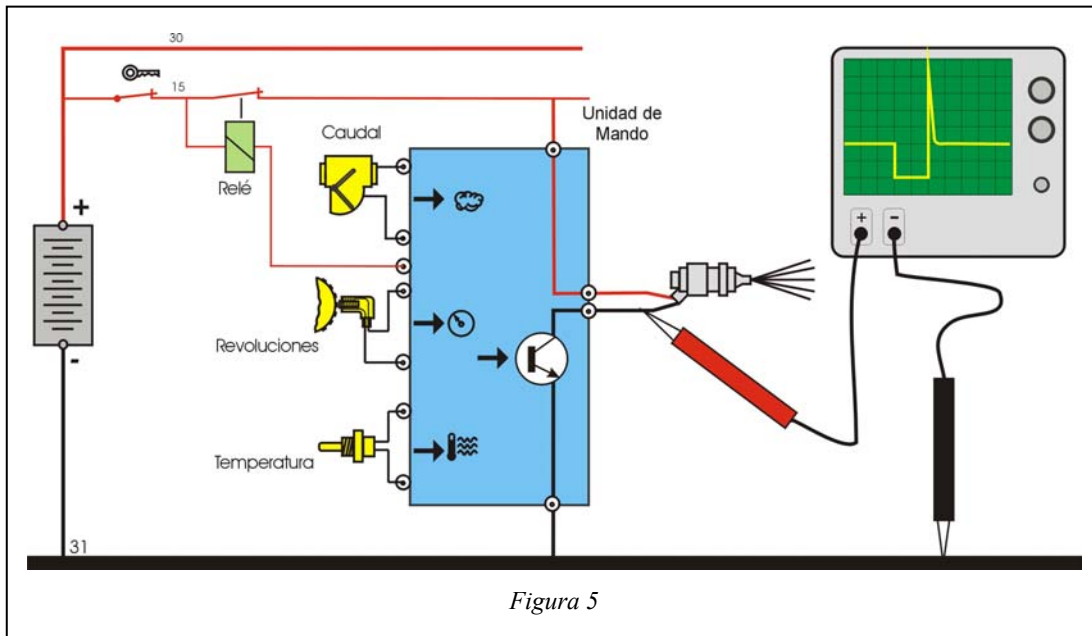 30
15
Unidad de
Mando
Caudal
Relé
+
+
-
Revoluciones
-
Temperatura
31
Figura 5